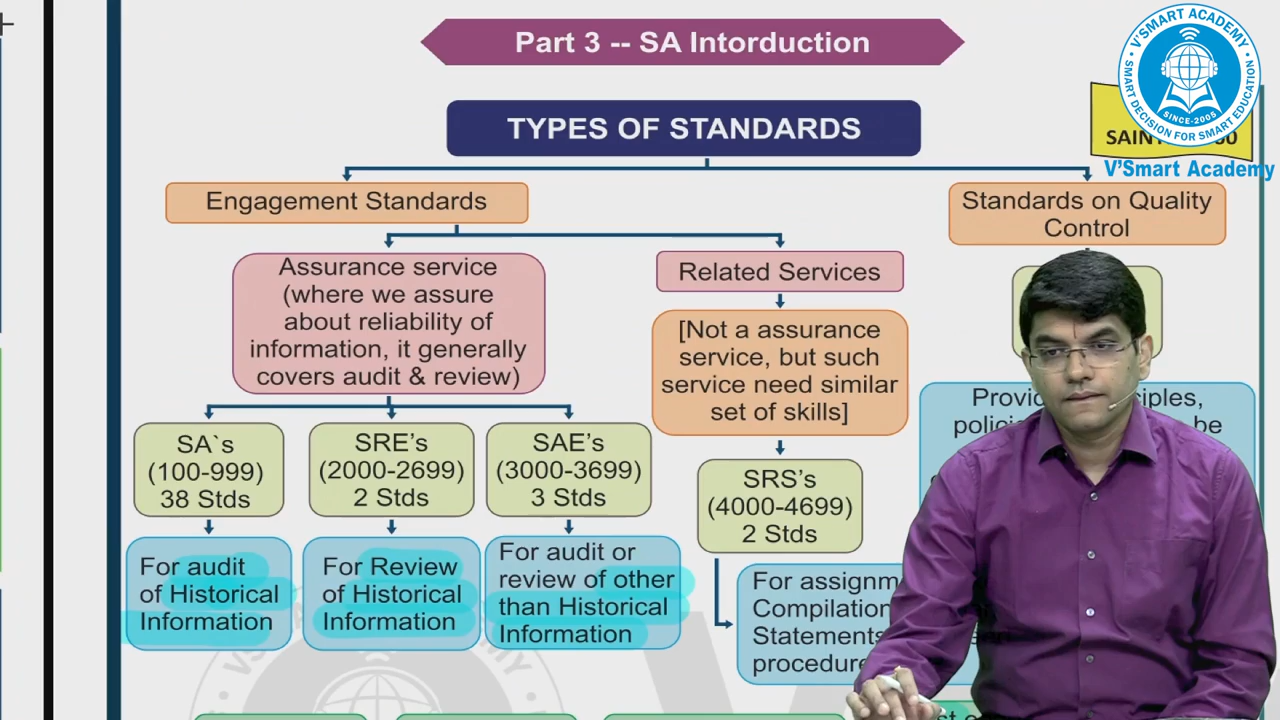 Part 3 -- SA Intorduction
V'SMART ACADEMY
SMART DECISION FOR SMART EDUCATION
SINCE-2005
V'Smart Academy
TYPES OF STANDARDS
Engagement Standards
Standards on Quality
Control
Assurance service
(where we assure
about reliability of
information, it generally
covers audit & review)
Related Services
[Not a assurance
service, but such
service need similar
set of skills]
SA`s
(100-999)
38 Stds
SRE's
(2000-2699)
2 Stds
SAE's
(3000-3699)
3 Stds
SRS's
(4000-4699)
2 Stds
For audit
of Historical
Information
For Review
of Historical
Information
For audit or
review of other
than Historical
Information
For
Compilation
Statements
be